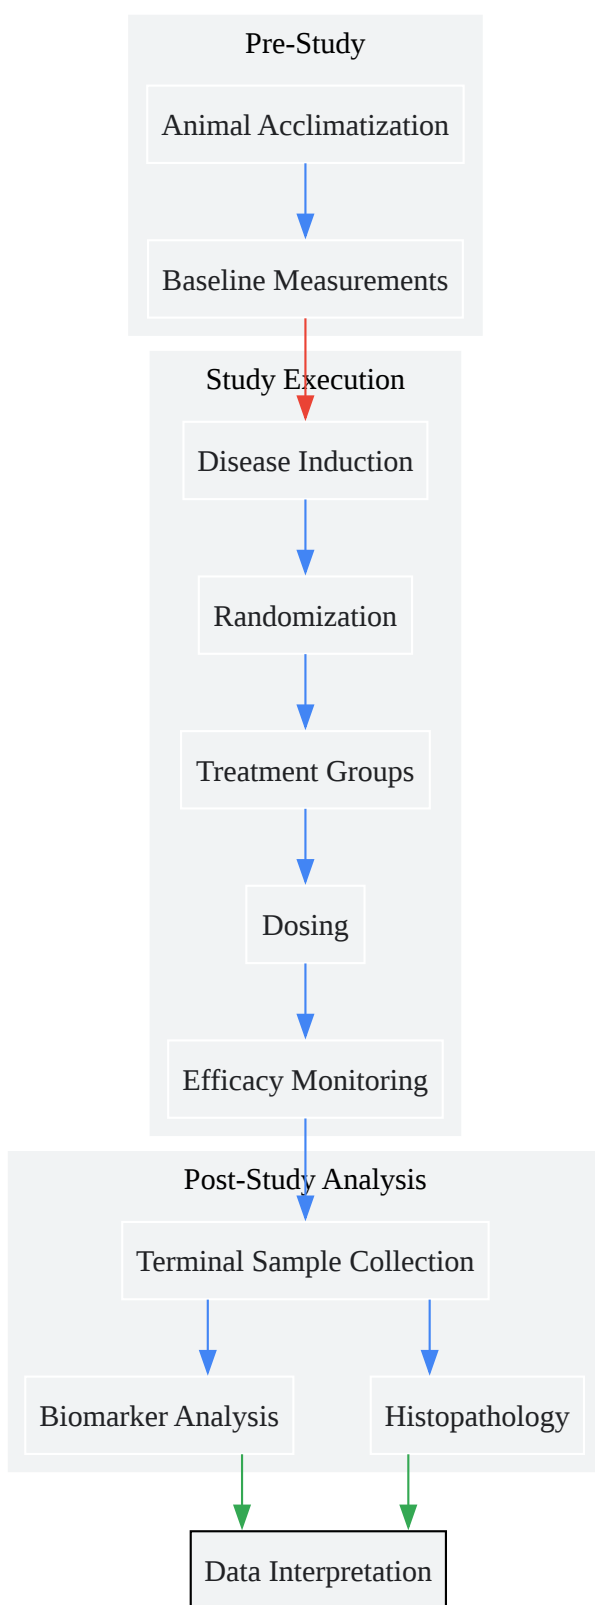 Pre-Study
Animal Acclimatization
Baseline Measurements
Study Execution
Disease Induction
Randomization
Treatment Groups
Dosing
Efficacy Monitoring
Post-Study Analysis
Terminal Sample Collection
Biomarker Analysis
Histopathology
Data Interpretation